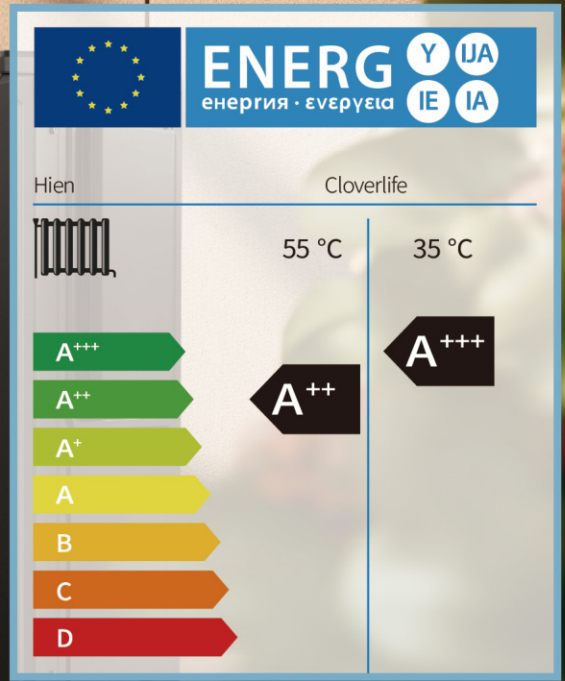 ENERG Y IJA
енергия · ενεργεια IE IA
Hien Cloverlife
55 °C 35 °C
A+++ A+++
A++ A++
A+
A
B
C
D